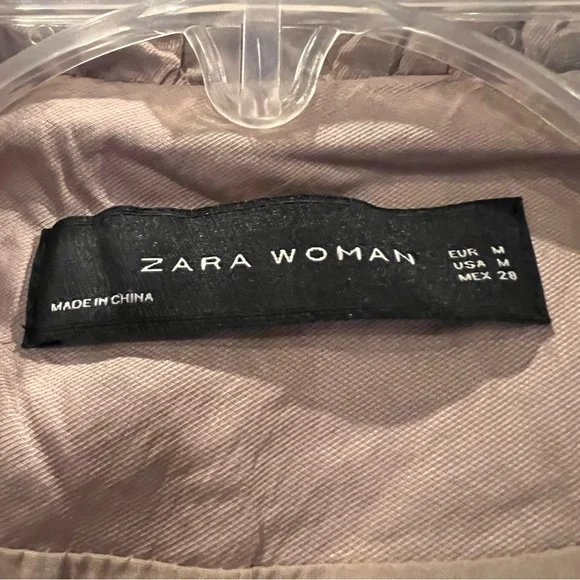 ZARA WOMAN
EUR M
USA M
MEX 28
MADE IN CHINA